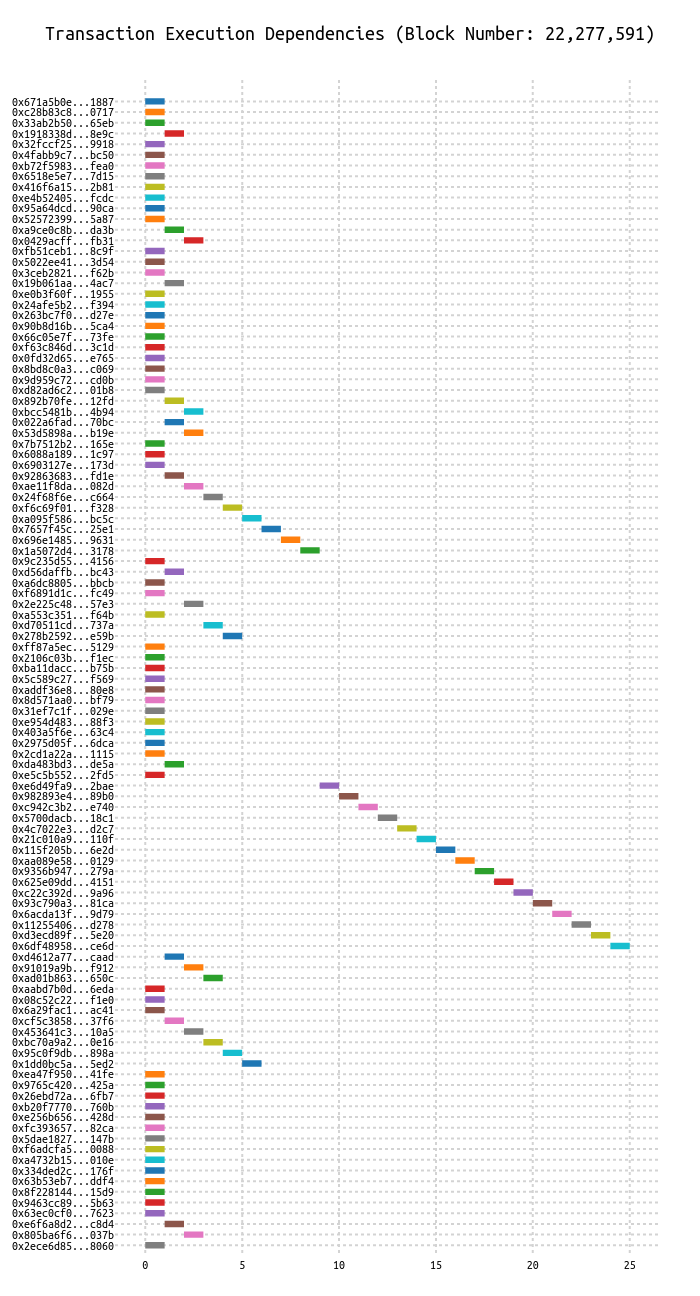 Transaction Execution Dependencies (Block Number: 22,277,591)
0x671a5b0e...1887
0xc28b83c8...0717
0x33ab2b50...65eb
0x1918338d...8e9c
0x32fccf25...9918
0x4fabb9c7...bc50
0xb72f5983...fea0
0x6518e5e7...7d15
0x416f6a15...2b81
0xe4b52405...fcdc
0x95a64dcd...90ca
0x52572399...5a87
0xa9ce0c8b...da3b
0x0429acff...fb31
0xfb51ceb1...8c9f
0x5022ee41...3d54
0x3ceb2821...f62b
0x19b061aa...4ac7
0xe0b3f60f...1955
0x24afe5b2...f394
0x263bc7f0...d27e
0x90b8d16b...5ca4
0x66c05e7f...73fe
0xf63c846d...3c1d
0x0fd32d65...e765
0x8bd8c0a3...c069
0x9d959c72...cd0b
0xd82ad6c2...01b8
0x892b70fe...12fd
0xbcc5481b...4b94
0x022a6fad...70bc
0x53d5898a...b19e
0x7b7512b2...165e
0x6088a189...1c97
0x6903127e...173d
0x92863683...fd1e
0xae11f8da...082d
0x24f68f6e...c664
0xf6c69f01...f328
0xa095f586...bc5c
0x7657f45c...25e1
0x696e1485...9631
0x1a5072d4...3178
0x9c235d55...4156
0xd56daffb...bc43
0xa6dc8805...bbcb
0xf6891d1c...fc49
0x2e225c48...57e3
0xa553c351...f64b
0xd70511cd...737a
0x278b2592...e59b
0xff87a5ec...5129
0x2106c03b...f1ec
0xba11dacc...b75b
0x5c589c27...f569
0xaddf36e8...80e8
0x8d571aa0...bf79
0x31ef7c1f...029e
0xe954d483...88f3
0x403a5f6e...63c4
0x2975d05f...6dca
0x2cd1a22a...1115
0xda483bd3...de5a
0xe5c5b552...2fd5
0xe6d49fa9...2bae
0x982893e4...89b0
0xc942c3b2...e740
0x5700dacb...18c1
0x4c7022e3...d2c7
0x21c010a9...110f
0x115f205b...6e2d
0xaa089e58...0129
0x9356b947...279a
0x625e09dd...4151
0xc22c392d...9a96
0x93c790a3...81ca
0x6acda13f...9d79
0x11255406...d278
0xd3ecd89f...5e20
0x6df48958...ce6d
0xd4612a77...caad
0x91019a9b...f912
0xad01b863...650c
0xaabd7b0d...6eda
0x08c52c22...f1e0
0x6a29fac1...ac41
0xcf5c3858...37f6
0x453641c3...10a5
0xbc70a9a2...0e16
0x95c0f9db...898a
0x1dd0bc5a...5ed2
0xea47f950...41fe
0x9765c420...425a
0x26ebd72a...6fb7
0xb20f7770...760b
0xe256b656...428d
0xfc393657...82ca
0x5dae1827...147b
0xf6adcfa5...0088
0xa4732b15...010e
0x334ded2c...176f
0x63b53eb7...ddf4
0x8f228144...15d9
0x9463cc89...5b63
0x63ec0cf0...7623
0xe6f6a8d2...c8d4
0x805ba6f6...037b
0x2ece6d85...8060
0 5 10 15 20 25